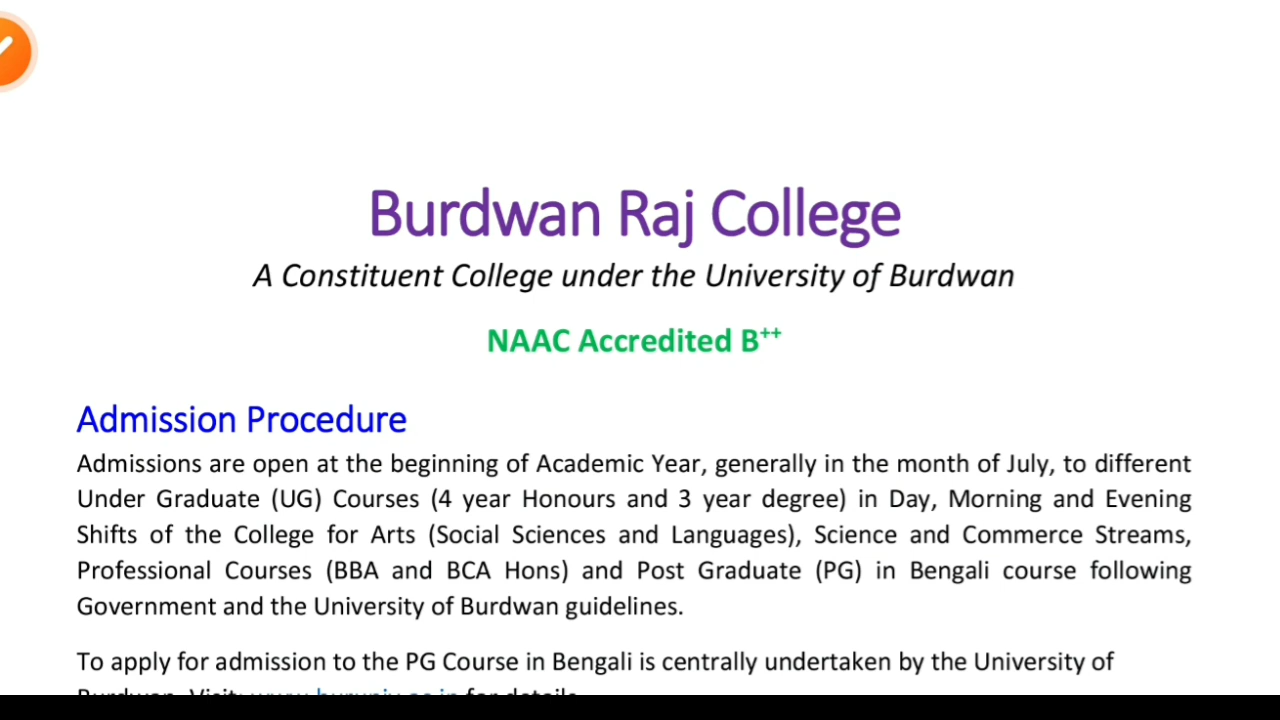 Burdwan Raj College
A Constituent College under the University of Burdwan
NAAC Accredited B++
Admission Procedure
Admissions are open at the beginning of Academic Year, generally in the month of July, to different
Under Graduate (UG) Courses (4 year Honours and 3 year degree) in Day, Morning and Evening
Shifts of the College for Arts (Social Sciences and Languages), Science and Commerce Streams,
Professional Courses (BBA and BCA Hons) and Post Graduate (PG) in Bengali course following
Government and the University of Burdwan guidelines.
To apply for admission to the PG Course in Bengali is centrally undertaken by the University of
Burdwan. Visit: for details